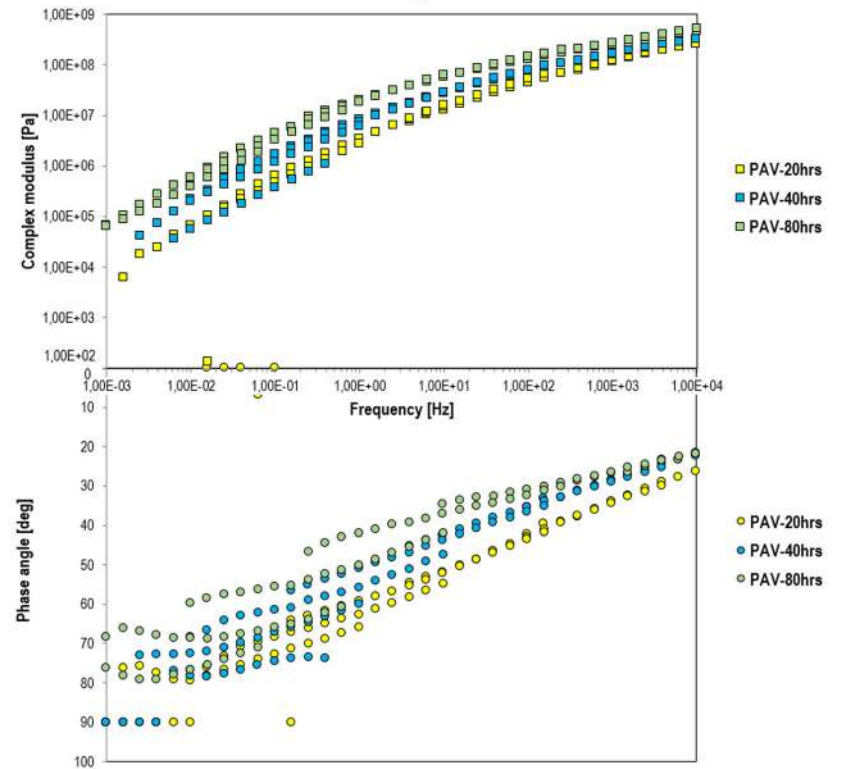 1,00E+09
1,00E+08
1,00E+07
1,00E+06
1,00E+05
1,00E+04
1,00E+03
1,00E+02
Complex modulus [Pa]
PAV-20hrs
PAV-40hrs
PAV-80hrs
0
1,00E-03 1,00E-02 1,00E-01 1,00E+00 1,00E+01 1,00E+02 1,00E+03 1,00E+04
Frequency [Hz]
10
20
30
40
50
60
70
80
90
100
Phase angle [deg]
PAV-20hrs
PAV-40hrs
PAV-80hrs